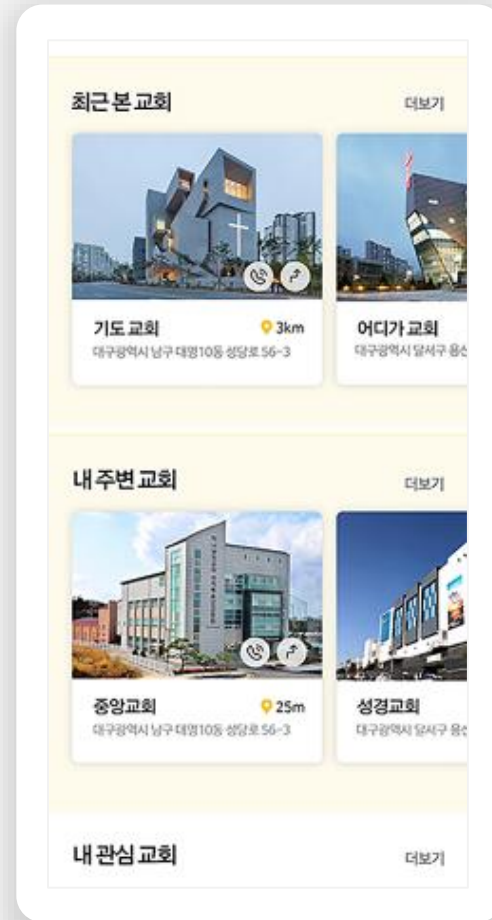 최근 본 교회
더보기
기도 교회
3km
대구광역시 남구 대명10동 성당로 56-3
어디가 교회
대구광역시 달서구 용산
내 주변 교회
더보기
중앙교회
25m
대구광역시 남구 대명10동 성당로 56-3
성경교회
대구광역시 달서구 용산
내 관심 교회
더보기